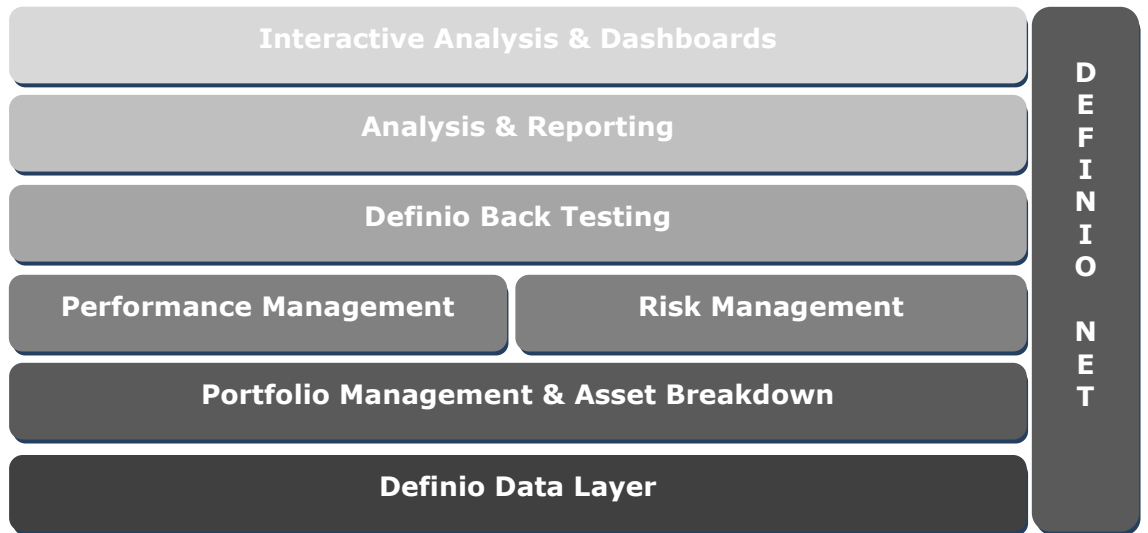 Interactive Analysis & Dashboards
Analysis & Reporting
Definio Back Testing
Performance Management
Risk Management
Portfolio Management & Asset Breakdown
Definio Data Layer
D
E
F
I
N
I
O
N
E
T